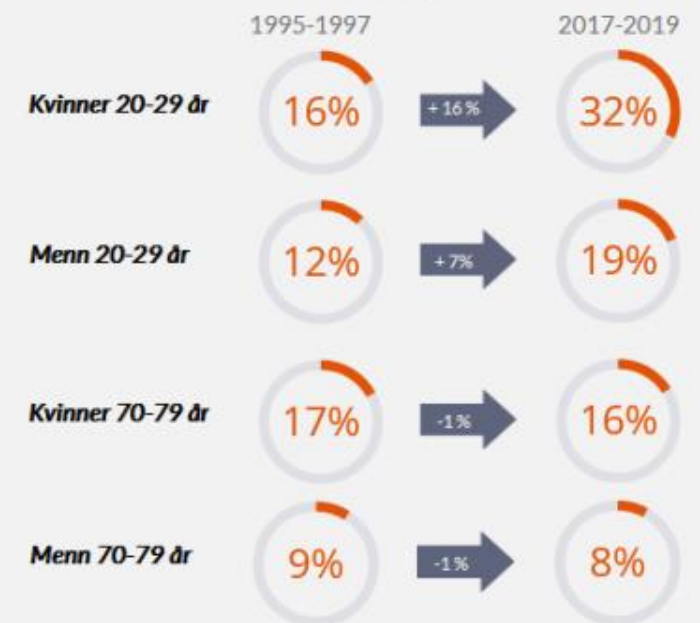 1995-1997 2017-2019
Kvinner 20-29 år 16% +16% 32%
Menn 20-29 år 12% +7% 19%
Kvinner 70-79 år 17% -1% 16%
Menn 70-79 år 9% -1% 8%